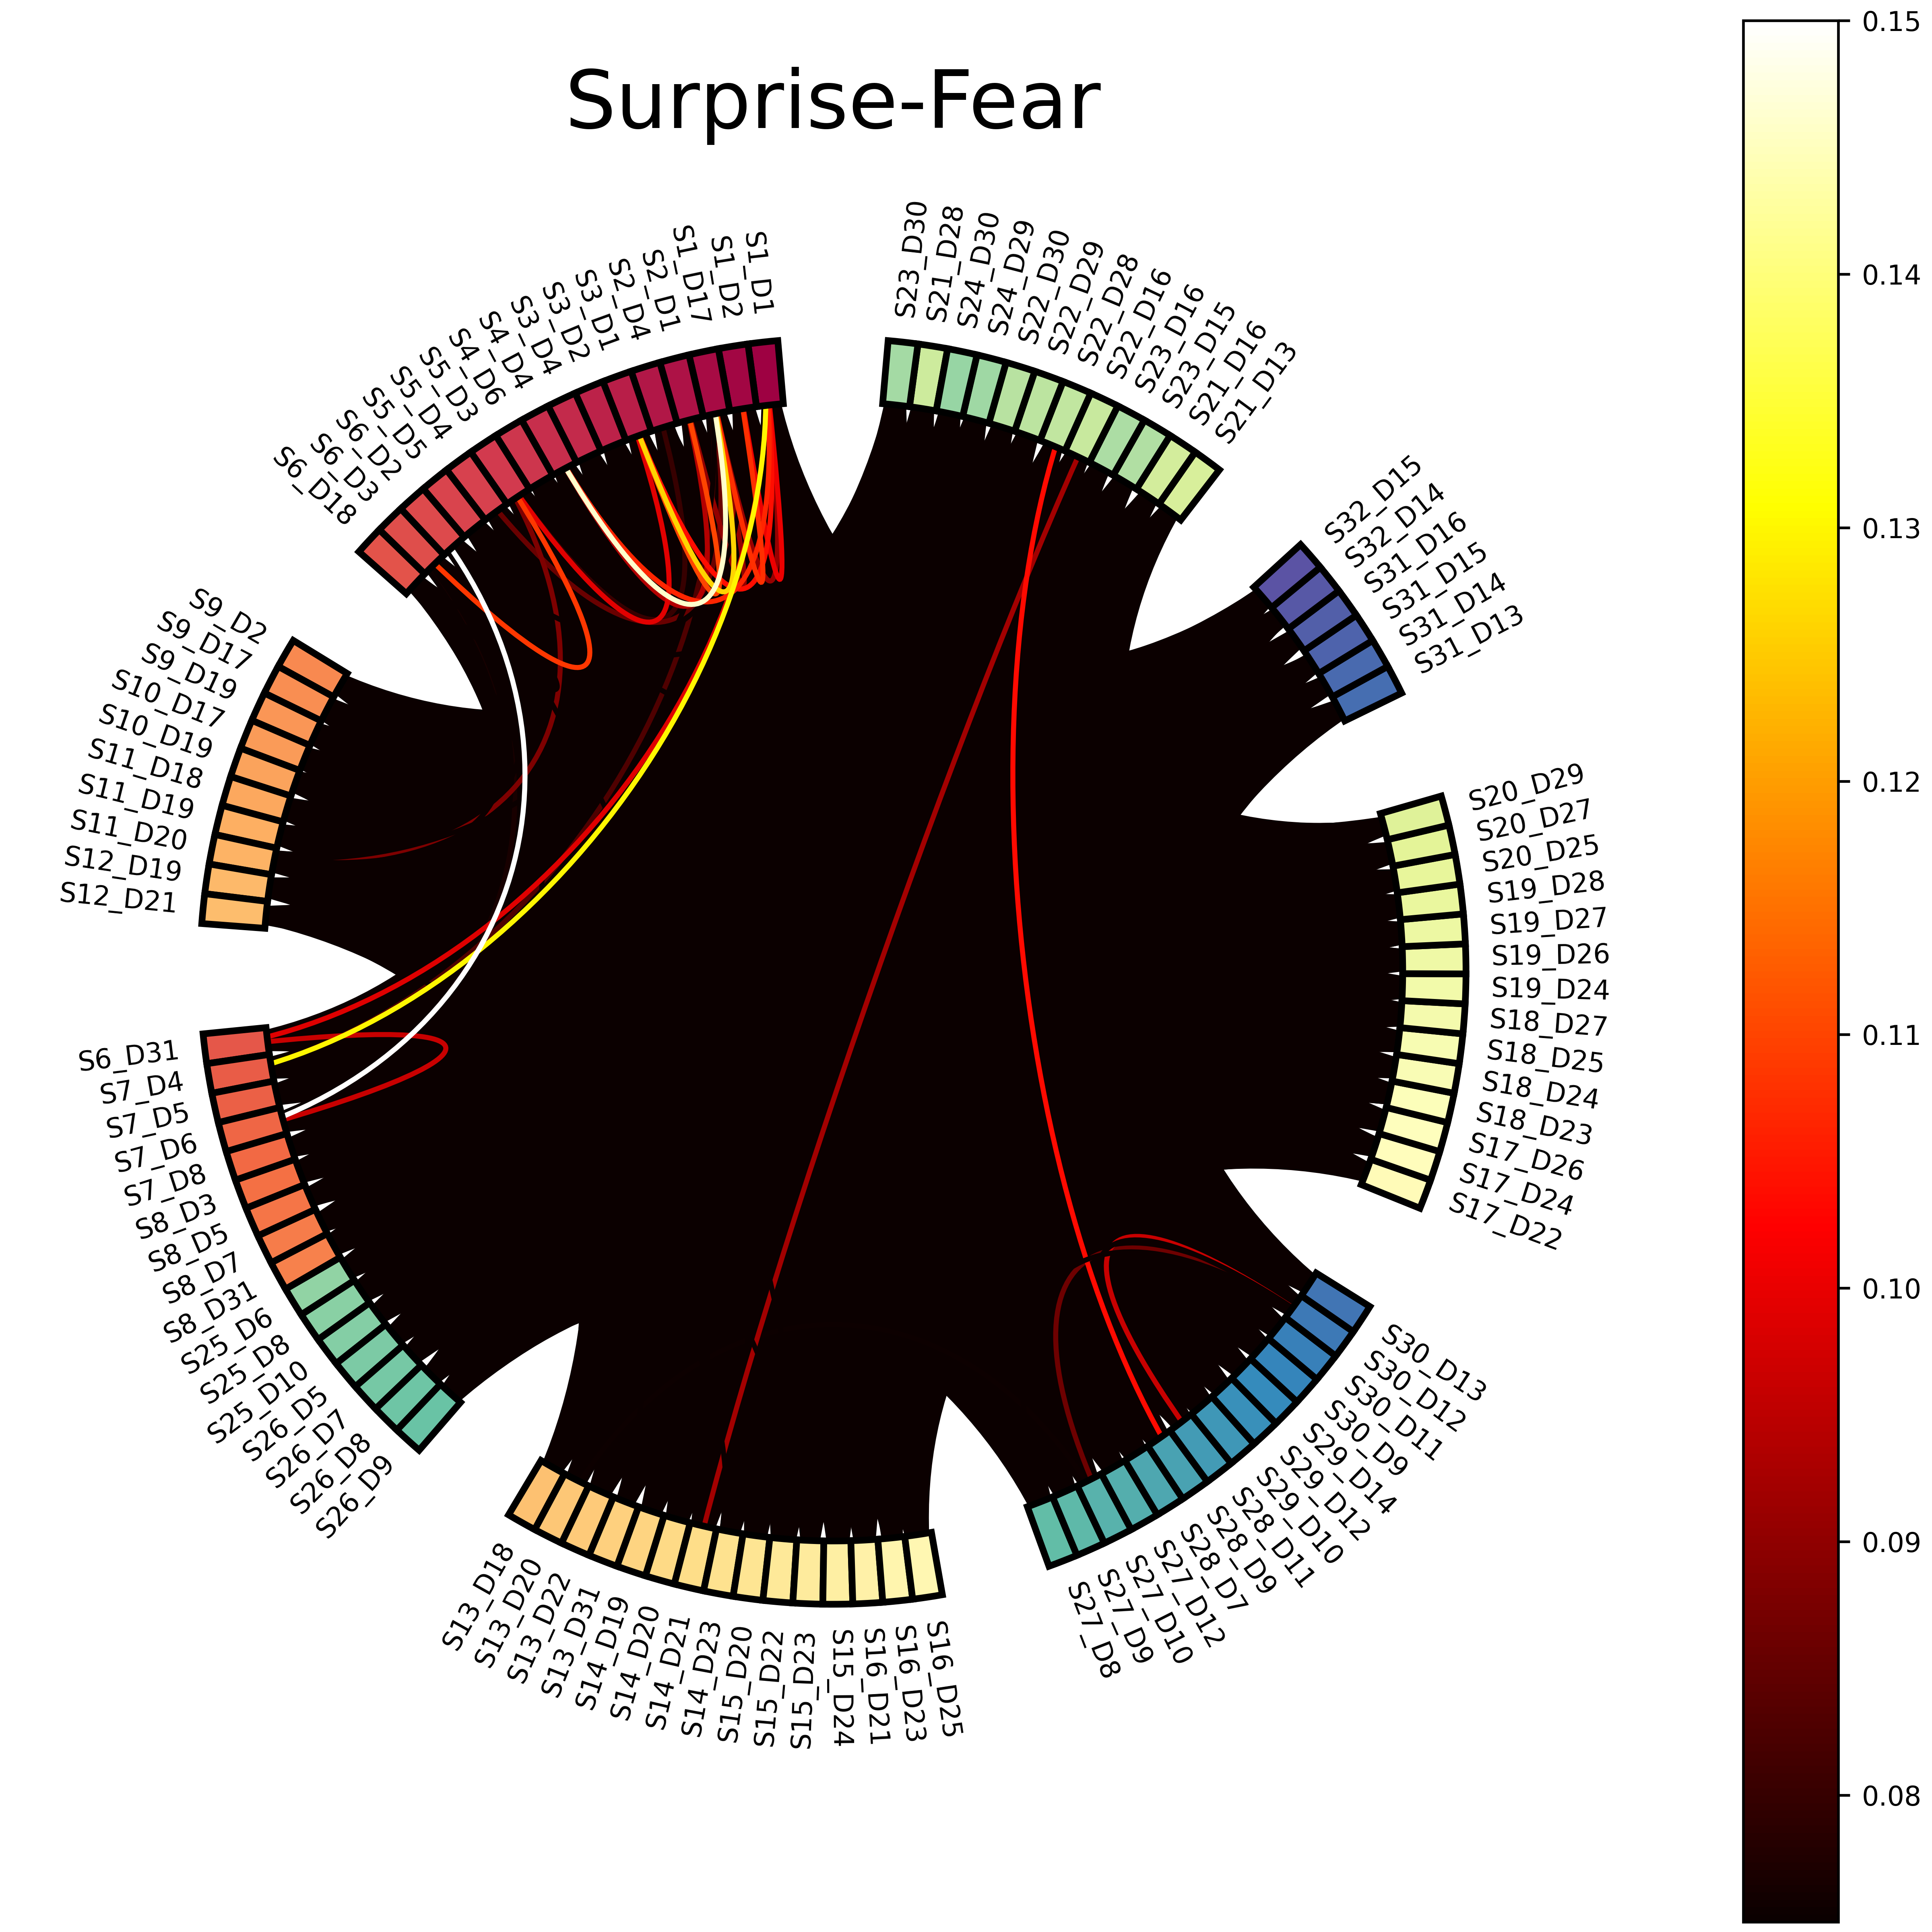 Surprise-Fear
S1_D1
S1_D2
S1_D17
S2_D1
S2_D4
S3_D1
S3_D2
S3_D4
S4_D4
S4_D6
S5_D3
S5_D4
S5_D5
S6_D2
S6_D3
S6_D18
S9_D2
S9_D17
S9_D19
S10_D17
S10_D19
S11_D18
S11_D19
S11_D20
S12_D19
S12_D21
S6_D31
S7_D4
S7_D5
S7_D6
S7_D8
S8_D3
S8_D5
S8_D7
S8_D31
S25_D6
S25_D8
S25_D10
S26_D5
S26_D7
S26_D8
S26_D9
S13_D18
S13_D20
S13_D22
S13_D31
S14_D19
S14_D20
S14_D21
S14_D23
S15_D20
S15_D22
S15_D23
S15_D24
S16_D21
S16_D23
S16_D25
S27_D8
S27_D9
S27_D10
S27_D12
S28_D7
S28_D9
S28_D11
S29_D10
S29_D12
S29_D14
S30_D9
S30_D11
S30_D12
S30_D13
S17_D22
S17_D24
S17_D26
S18_D23
S18_D24
S18_D25
S18_D27
S19_D24
S19_D26
S19_D27
S19_D28
S20_D25
S20_D27
S20_D29
S31_D13
S31_D14
S31_D15
S31_D16
S32_D14
S32_D15
S21_D13
S21_D16
S23_D15
S23_D16
S22_D16
S22_D28
S22_D29
S22_D30
S24_D29
S24_D30
S21_D28
S23_D30
0.15
0.14
0.13
0.12
0.11
0.10
0.09
0.08